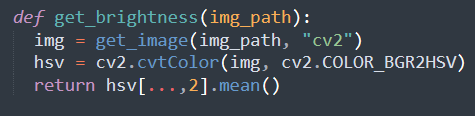 def get_brightness(img_path):
  img = get_image(img_path, "cv2")
  hsv = cv2.cvtColor(img, cv2.COLOR_BGR2HSV)
  return hsv[...,2].mean()